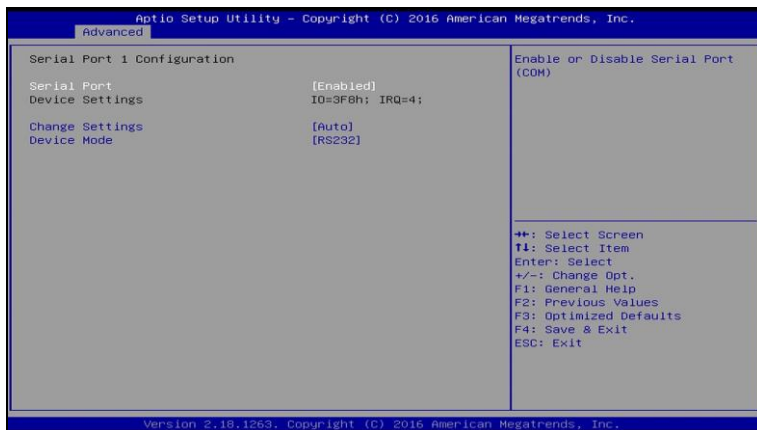 Aptio Setup Utility – Copyright (C) 2016 American Megatrends, Inc.
Advanced
Serial Port 1 Configuration
Serial Port [Enabled]
Device Settings IO=3F8h; IRQ=4;
Change Settings [Auto]
Device Mode [RS232]
Enable or Disable Serial Port
(COM)
→←: Select Screen
↑↓: Select Item
Enter: Select
+/-: Change Opt.
F1: General Help
F2: Previous Values
F3: Optimized Defaults
F4: Save & Exit
ESC: Exit
Version 2.18.1263. Copyright (C) 2016 American Megatrends, Inc.